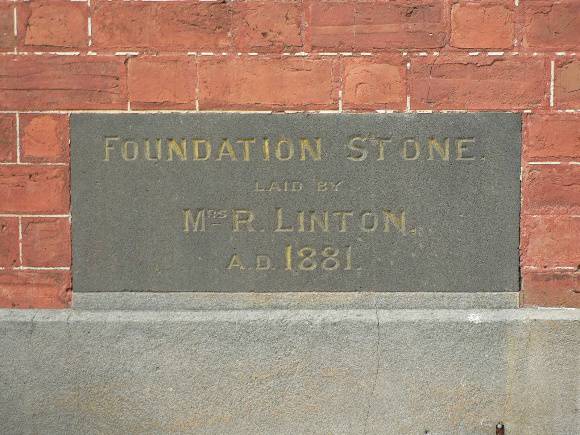 FOUNDATION STONE.
LAID BY
MRS R. LINTON,
A.D. 1881.